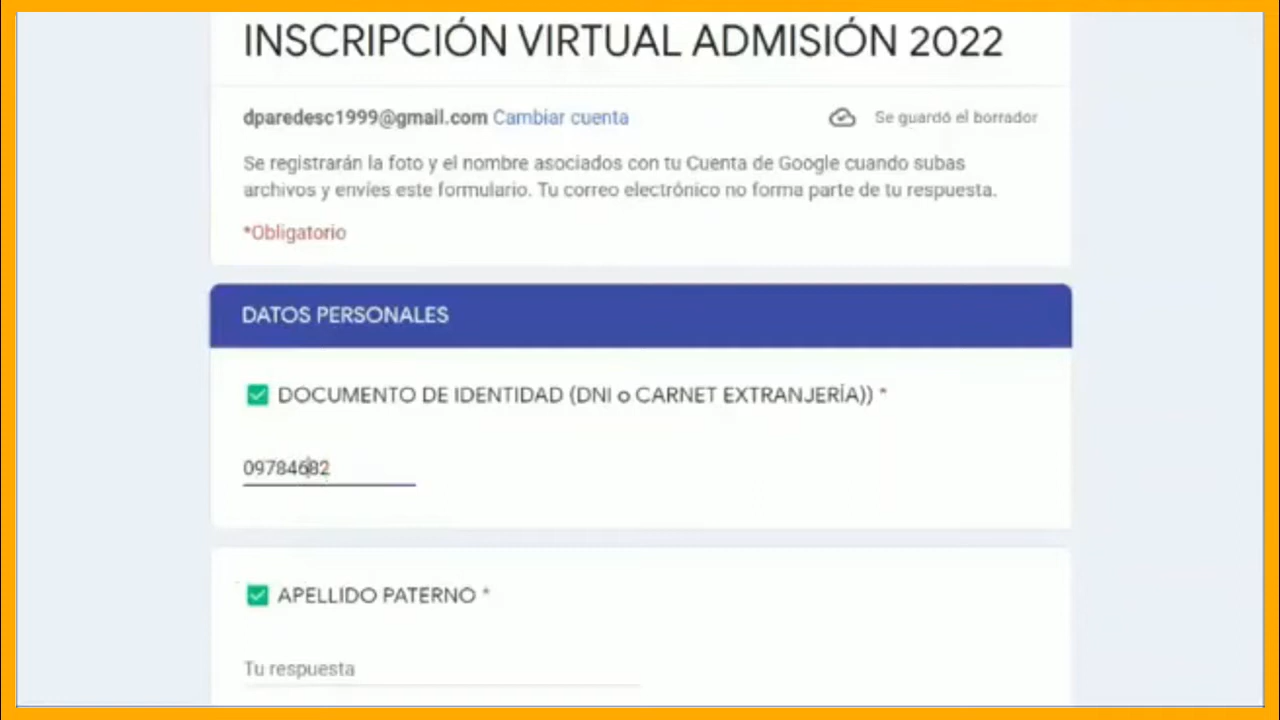 INSCRIPCIÓN VIRTUAL ADMISIÓN 2022
dparedesc1999@gmail.com Cambiar cuenta
Se guardó el borrador
Se registrarán la foto y el nombre asociados con tu Cuenta de Google cuando subas
archivos y envíes este formulario. Tu correo electrónico no forma parte de tu respuesta.
*Obligatorio
DATOS PERSONALES
DOCUMENTO DE IDENTIDAD (DNI o CARNET EXTRANJERÍA)) *
09784682
APELLIDO PATERNO *
Tu respuesta